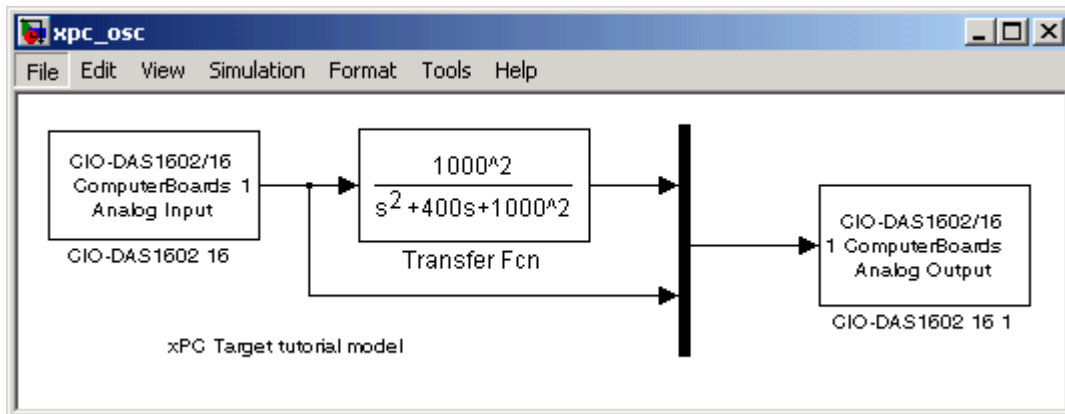 xpc_osc
File Edit View Simulation Format Tools Help
CIO-DAS1602/16
ComputerBoards 1
Analog Input
CIO-DAS1602 16
1000^2
s^2+400s+1000^2
Transfer Fcn
CIO-DAS1602/16
1 ComputerBoards
Analog Output
CIO-DAS1602 16 1
xPC Target tutorial model